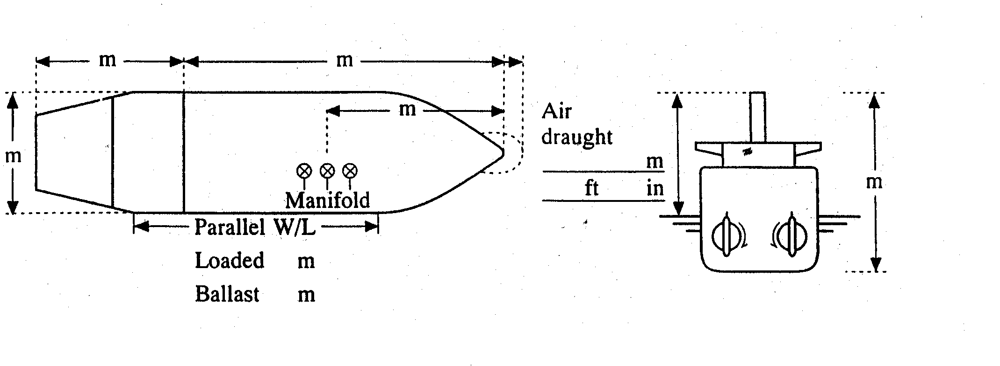 m
m
m
m
Manifold
Parallel W/L
Loaded m
Ballast m
Air
draught
m
ft in
m